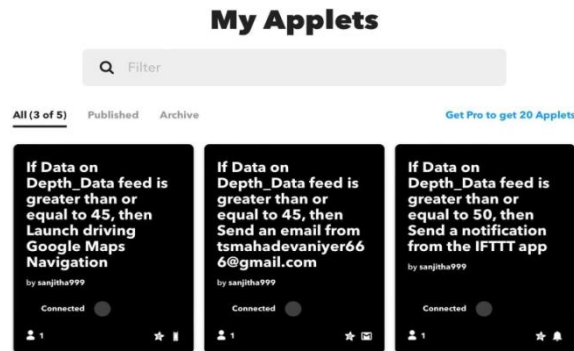 My Applets
Filter
All (3 of 5) Published Archive Get Pro to get 20 Applets
If Data on
Depth_Data feed is
greater than or
equal to 45, then
Launch driving
Google Maps
Navigation
by sanjitha999
Connected
1
If Data on
Depth_Data feed is
greater than or
equal to 45, then
Send an email from
tsmahadevaniyer66
6@gmail.com
by sanjitha999
Connected
1
If Data on
Depth_Data feed is
greater than or
equal to 50, then
Send a notification
from the IFTTT app
by sanjitha999
Connected
1